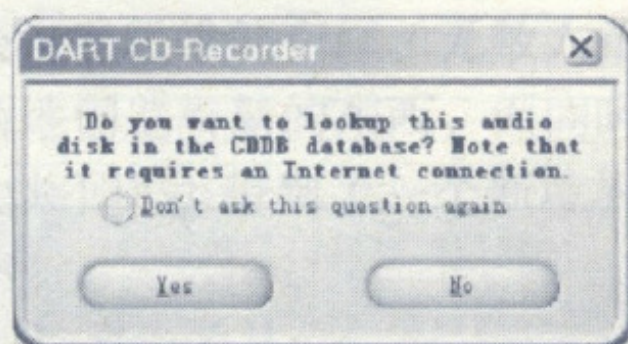 DART CD-Recorder
Do you want to lookup this audio
disk in the CDDB database? Note that
it requires an Internet connection.
Don't ask this question again
Yes
No